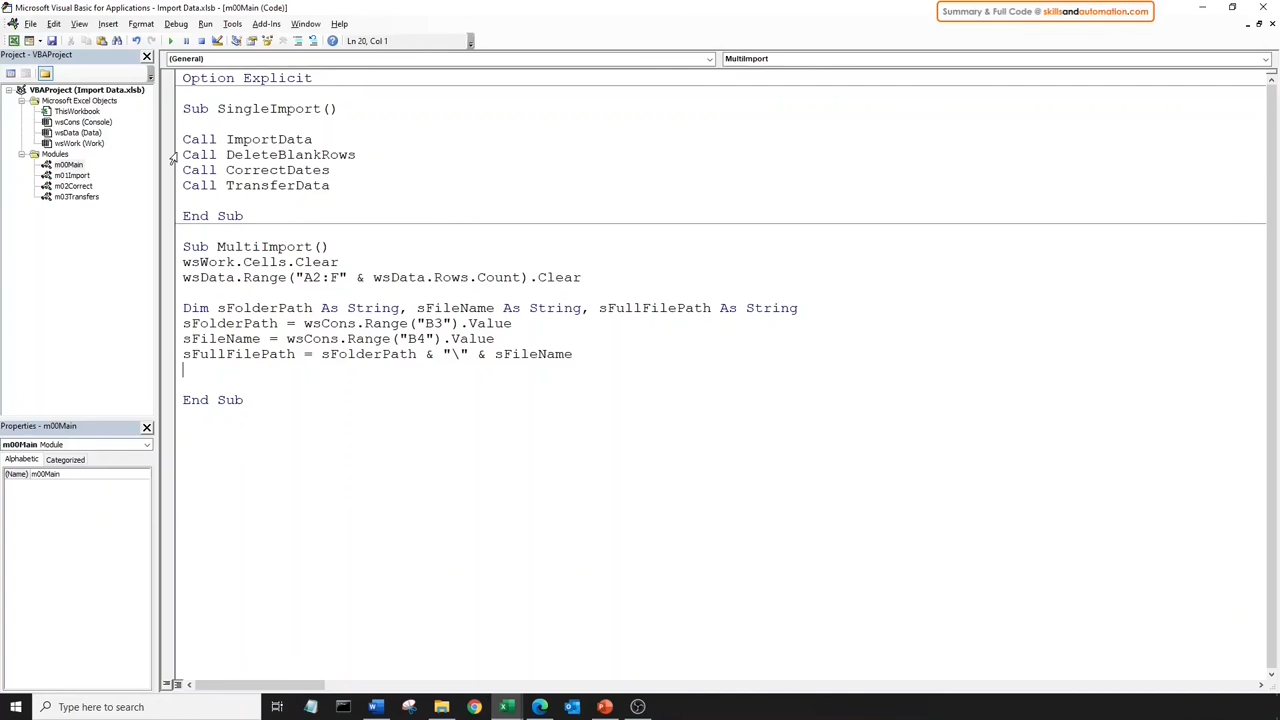 Microsoft Visual Basic for Applications - Import Data.xlsb - [m00Main (Code)]
Summary & Full Code @ skillsandautomation.com
File Edit View Insert Format Debug Run Tools Add-Ins Window Help
Ln 20, Col 1
Project - VBAProject
VBAProject (Import Data.xlsb)
Microsoft Excel Objects
ThisWorkbook
wsCons (Console)
wsData (Data)
wsWork (Work)
Modules
m00Main
m01Import
m02Correct
m03Transfers
Properties - m00Main
m00Main Module
Alphabetic Categorized
(Name) m00Main
(General) MultiImport
Option Explicit
Sub SingleImport()
Call ImportData
Call DeleteBlankRows
Call CorrectDates
Call TransferData
End Sub
Sub MultiImport()
wsWork.Cells.Clear
wsData.Range("A2:F" & wsData.Rows.Count).Clear
Dim sFolderPath As String, sFileName As String, sFullFilePath As String
sFolderPath = wsCons.Range("B3").Value
sFileName = wsCons.Range("B4").Value
sFullFilePath = sFolderPath & "\" & sFileName
End Sub
Type here to search